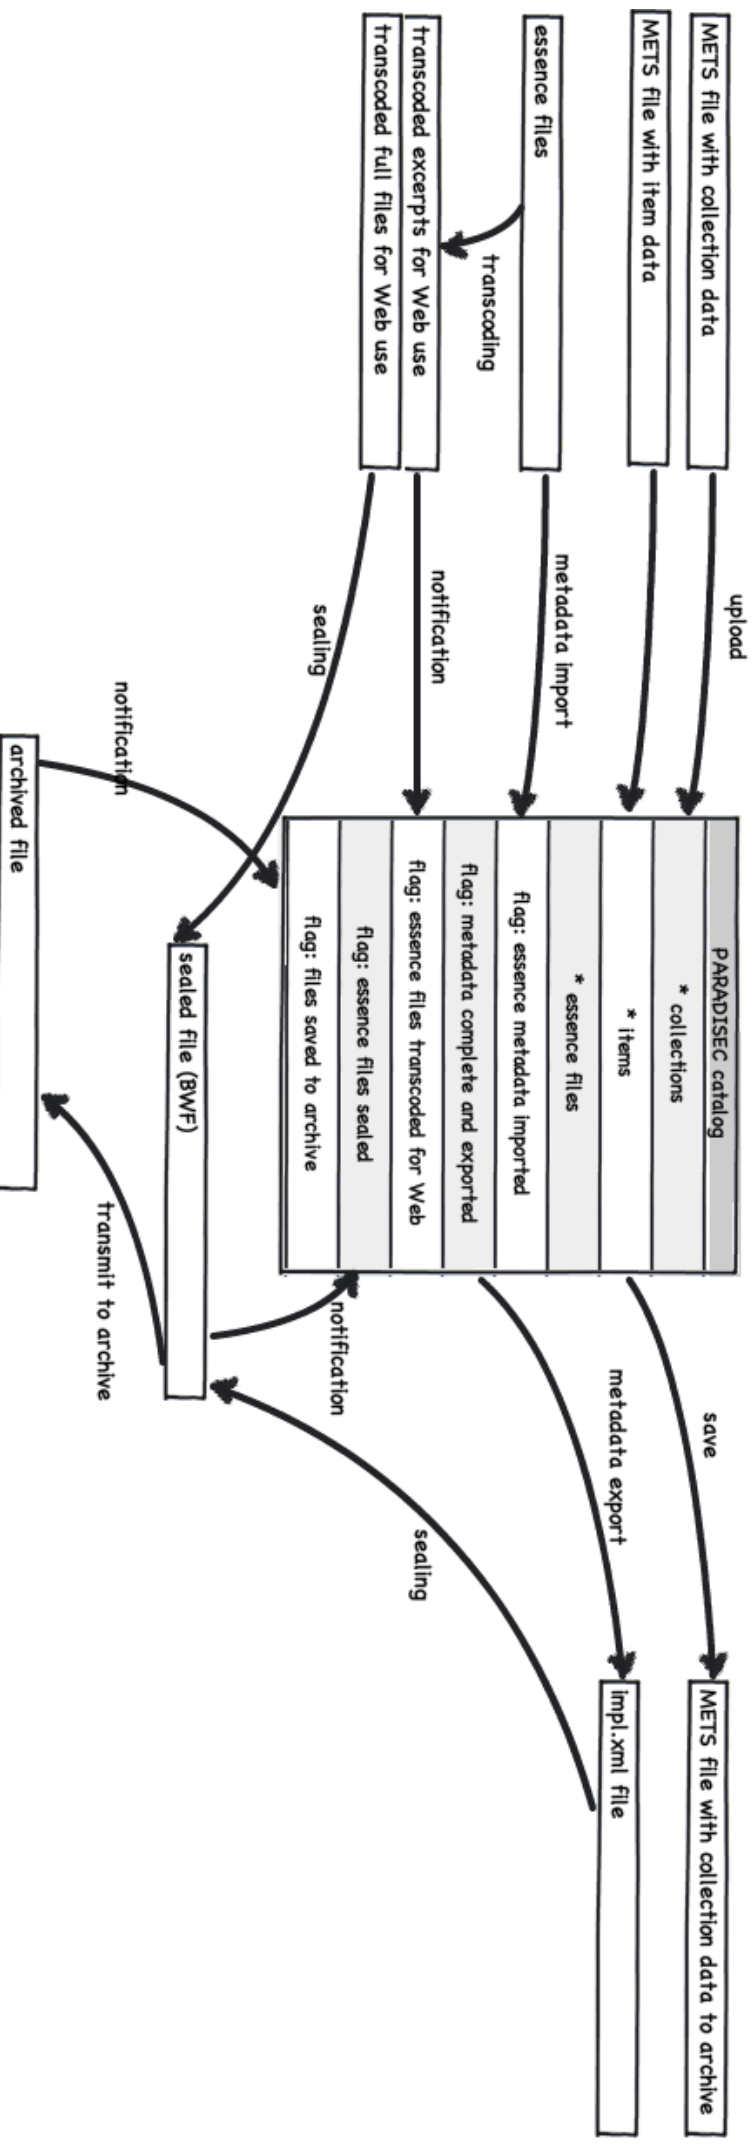 METS file with collection data
upload
METS file with item data
essence files
metadata import
transcoding
transcoded excerpts for Web use
transcoded full files for Web use
notification
sealing
PARADISEC catalog
* collections
* items
* essence files
flag: essence metadata imported
flag: metadata complete and exported
flag: essence files transcoded for Web
flag: essence files sealed
flag: files saved to archive
save
METS file with collection data to archive
metadata export
impl.xml file
sealing
notification
sealed file (BWF)
notification
transmit to archive
archived file